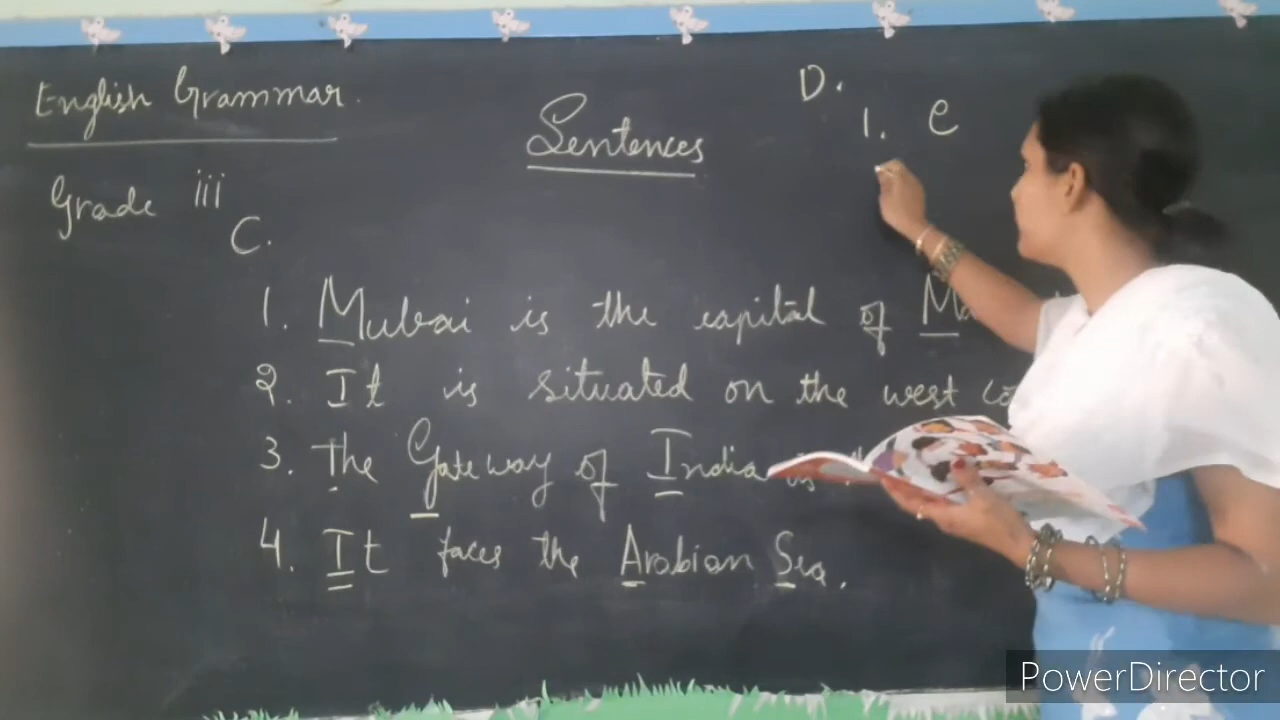 English Grammar.
Sentences
Grade iii
C.
1. Mubai is the capital of
2. It is situated on the west
3. The Gateway of India is
4. It faces the Arabian Sea.
D.
1. e
PowerDirector